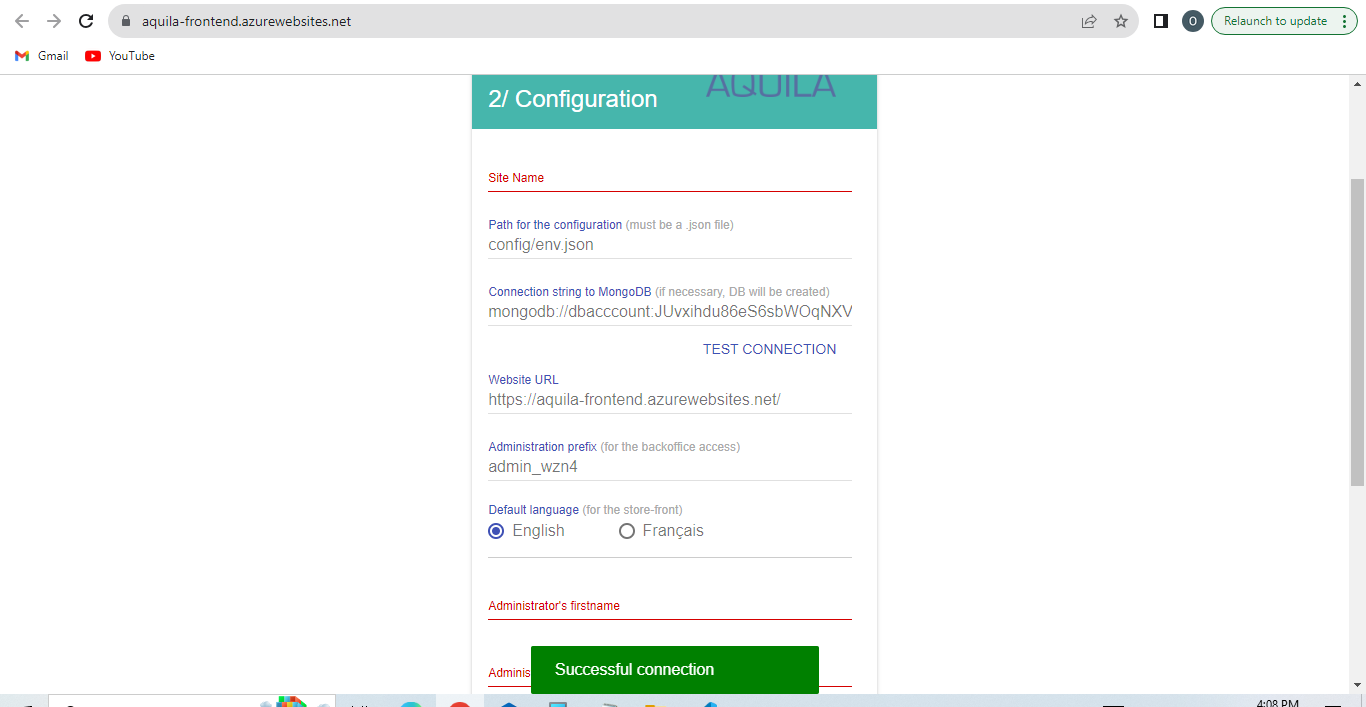 aquila-frontend.azurewebsites.net
O
Relaunch to update
Gmail
YouTube
AQUILA
2/ Configuration
Site Name
Path for the configuration (must be a .json file)
config/env.json
Connection string to MongoDB (if necessary, DB will be created)
mongodb://dbacccount:JUvxihdu86eS6sbWOqNXV
TEST CONNECTION
Website URL
https://aquila-frontend.azurewebsites.net/
Administration prefix (for the backoffice access)
admin_wzn4
Default language (for the store-front)
English Français
Administrator's firstname
Adminis
Successful connection
4:08 PM